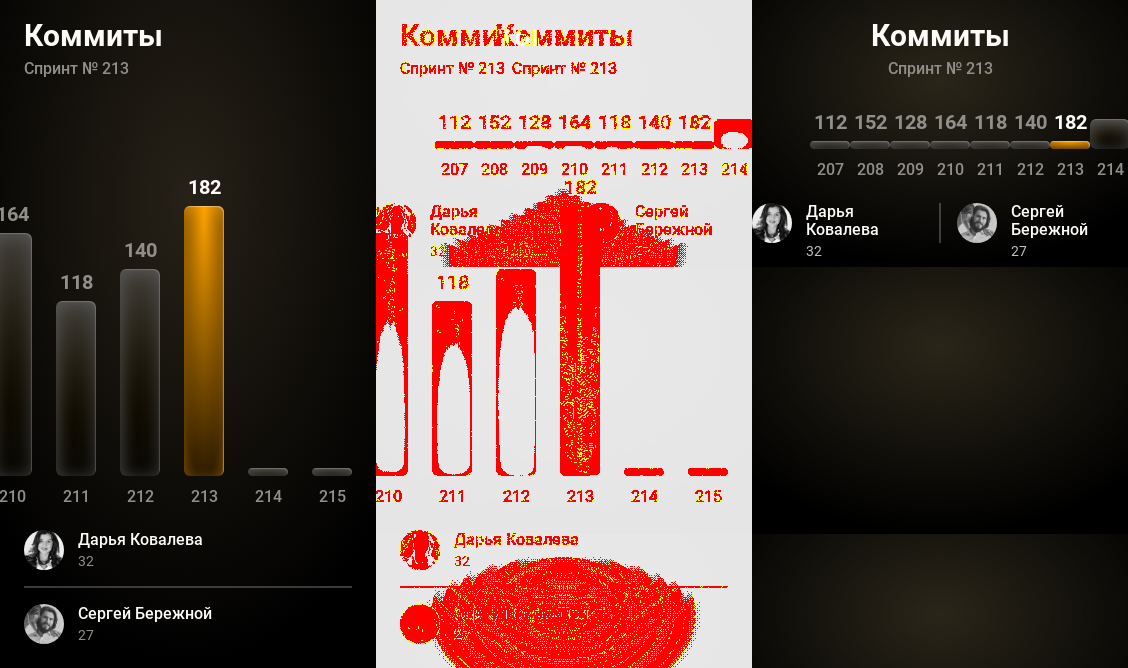 Коммиты
Спринт № 213
164
118
140
182
210
211
212
213
214
215
Дарья Ковалева
32
Сергей Бережной
27
Коммиты
Спринт № 213 Спринт № 213
112 152 128 164 118 140 182
207 208 209 210 211 212 213 214
182
Дарья
Ковалева
Сергей
Бережной
118
210 211 212 213 214 215
Дарья Ковалева
32
Коммиты
Спринт № 213
112 152 128 164 118 140 182
207 208 209 210 211 212 213 214
Дарья
Ковалева
32
Сергей
Бережной
27